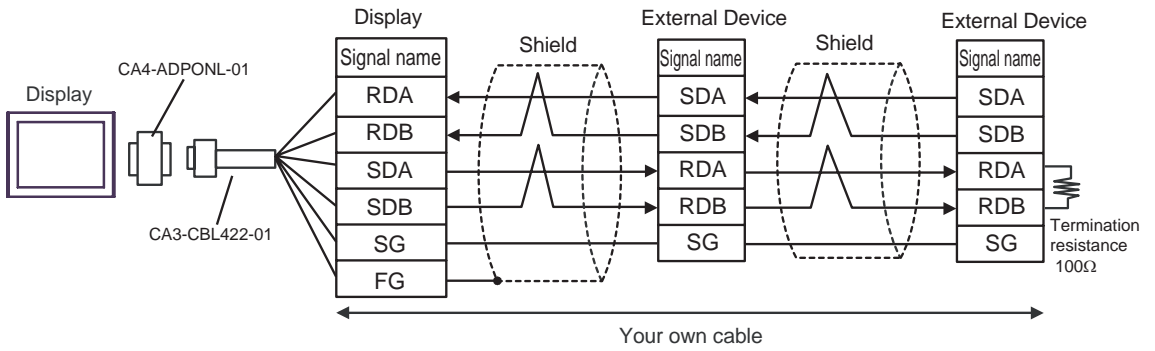 Display
External Device
External Device
Shield
Shield
CA4-ADPONL-01
Display
CA3-CBL422-01
Signal name
RDA
RDB
SDA
SDB
SG
FG
Signal name
SDA
SDB
RDA
RDB
SG
Signal name
SDA
SDB
RDA
RDB
SG
Termination
resistance
100Ω
Your own cable